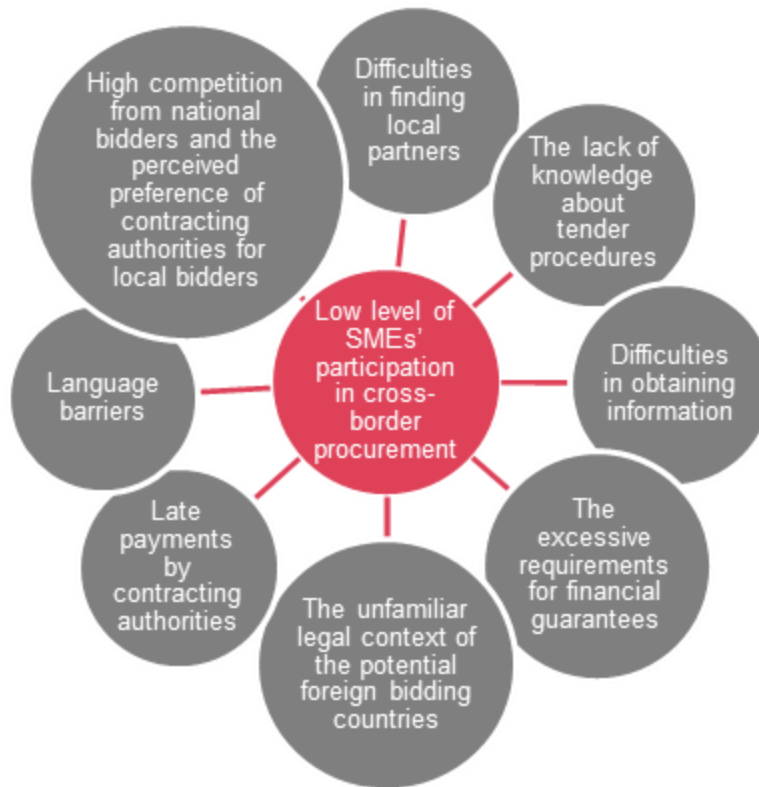 High competition
from national
bidders and the
perceived
preference of
contracting
authorities for
local bidders
Difficulties
in finding
local
partners
The lack of
knowledge
about
tender
procedures
Low level of
SMEs’
participation
in cross-
border
procurement
Language
barriers
Difficulties
in obtaining
information
Late
payments
by
contracting
authorities
The
excessive
requirements
for financial
guarantees
The unfamiliar
legal context of
the potential
foreign bidding
countries